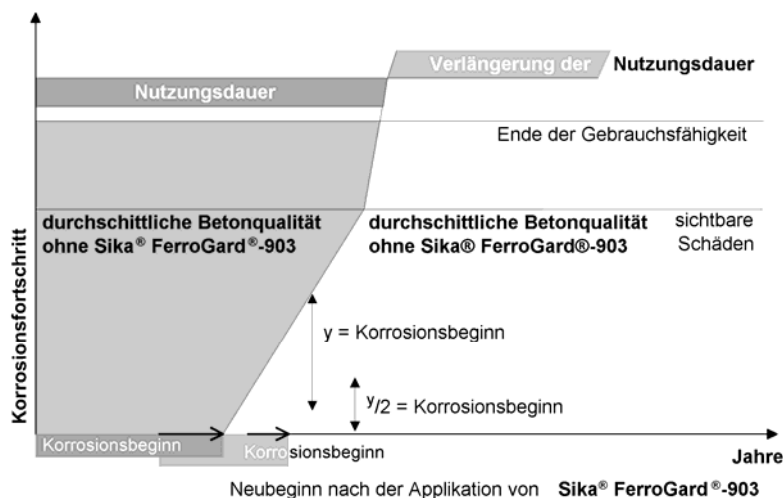 Verlängerung der Nutzungsdauer
Nutzungsdauer
Ende der Gebrauchsfähigkeit
durchschittliche Betonqualität
ohne Sika® FerroGard®-903
durchschittliche Betonqualität
ohne Sika® FerroGard®-903
sichtbare
Schäden
Korrosionsfortschritt
y = Korrosionsbeginn
y/2 = Korrosionsbeginn
Korrosionsbeginn
Korrosionsbeginn
Jahre
Neubeginn nach der Applikation von Sika® FerroGard®-903